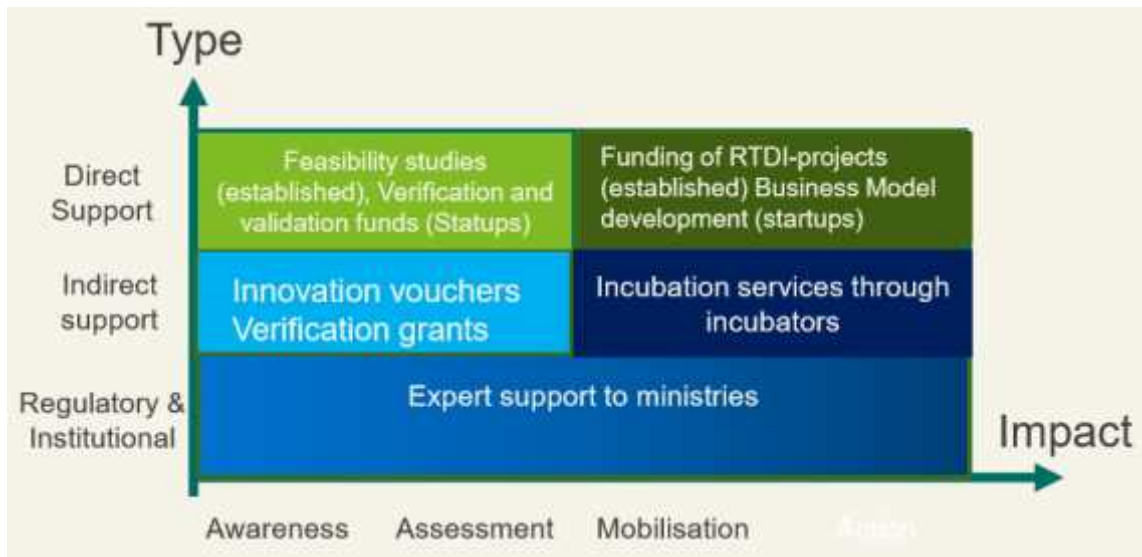 Type
Direct
Support
Feasibility studies
(established), Verification and
validation funds (Statups)
Funding of RTDI-projects
(established) Business Model
development (startups)
Indirect
support
Innovation vouchers
Verification grants
Incubation services through
incubators
Regulatory &
Institutional
Expert support to ministries
Impact
Awareness
Assessment
Mobilisation
Action